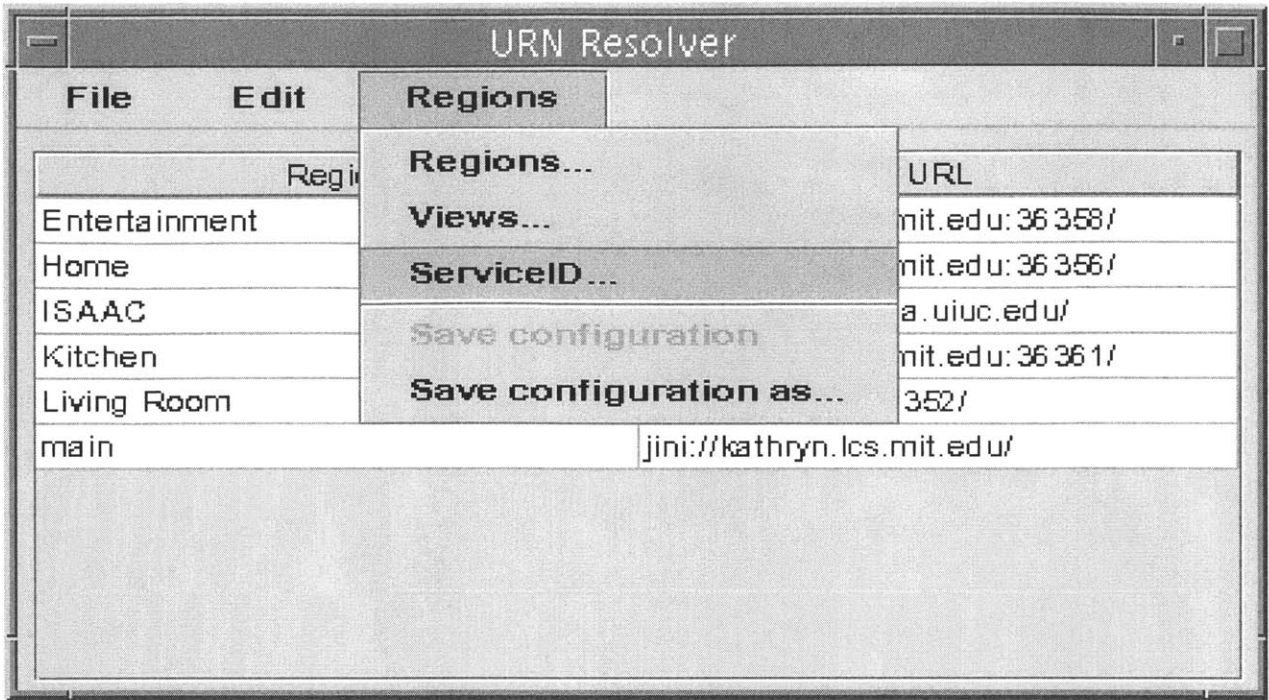 URN Resolver
File Edit Regions
Regions...
Views...
ServiceID...
Save configuration
Save configuration as...
Regi URL
Entertainment mit.edu:36358/
Home mit.edu:36356/
ISAAC a.uiuc.edu/
Kitchen mit.edu:36361/
Living Room 352/
main jini://kathryn.lcs.mit.edu/